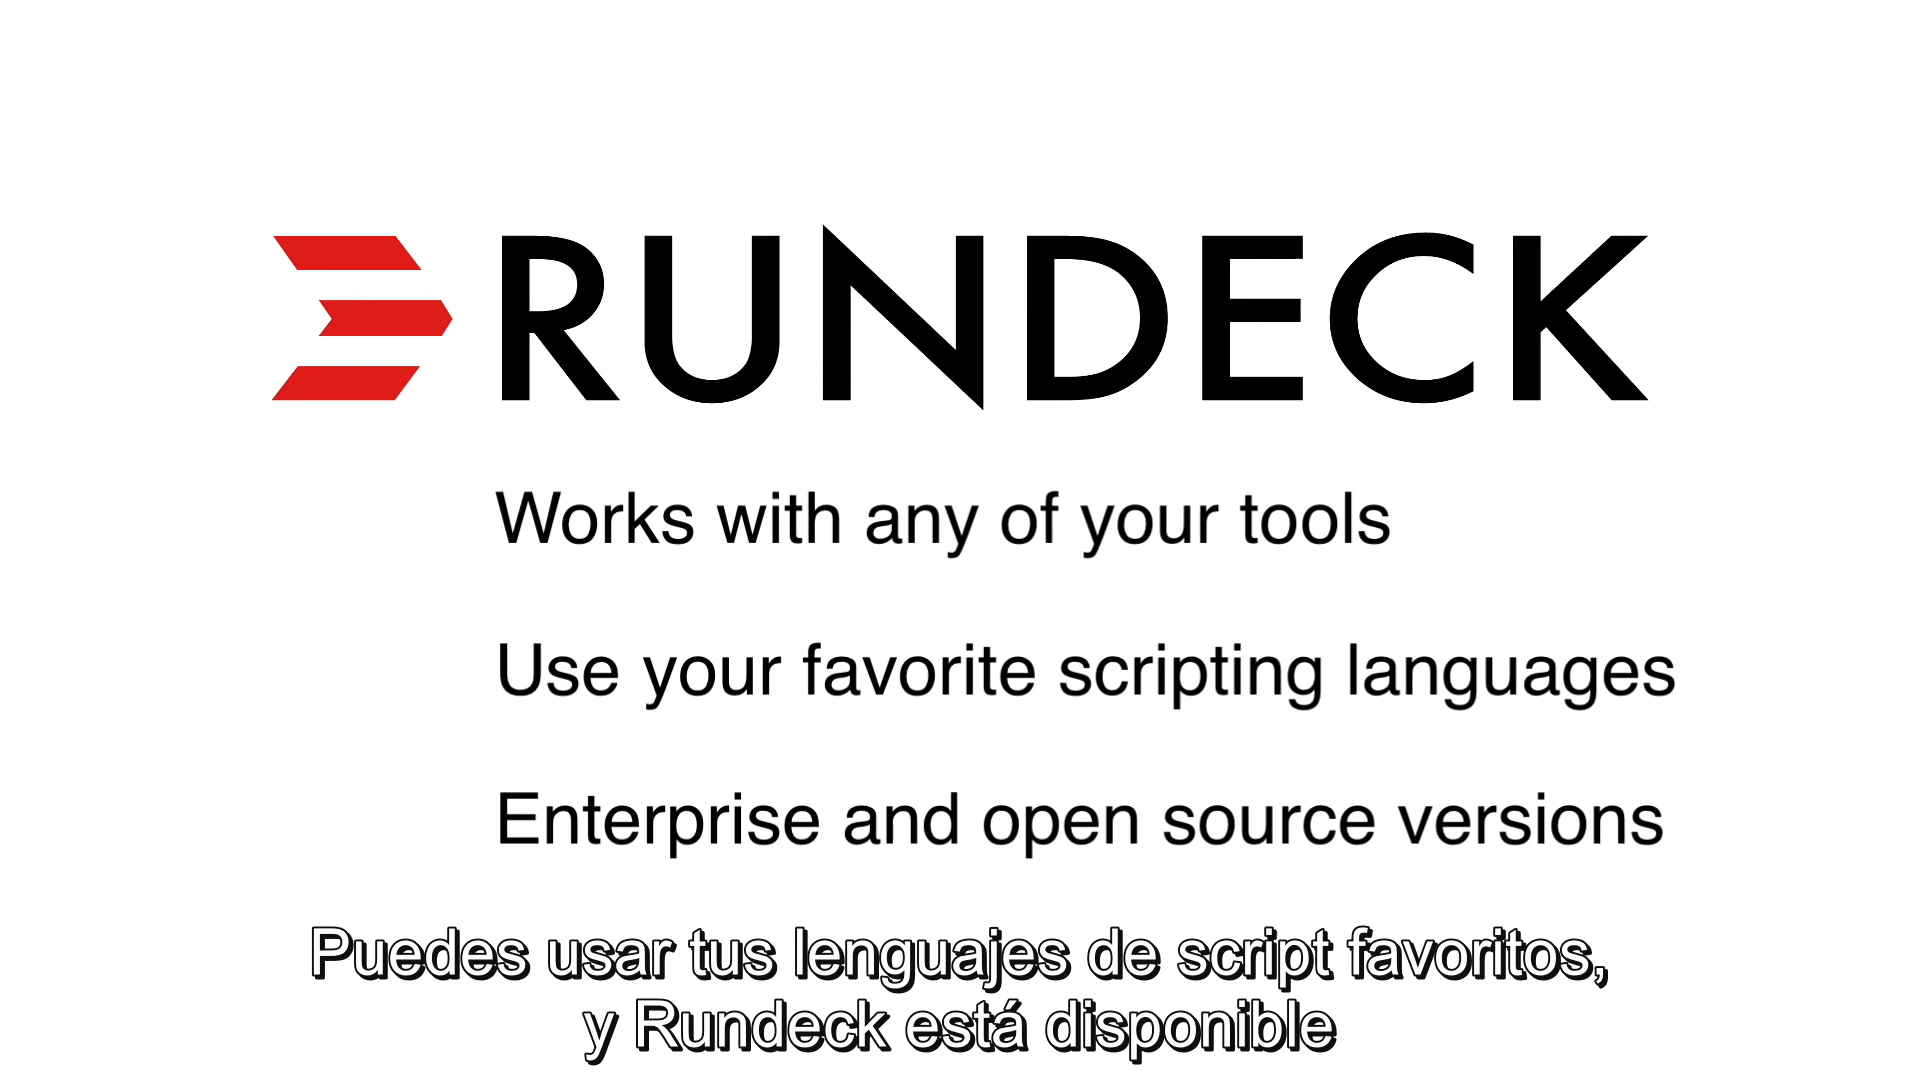 RUNDECK
Works with any of your tools
Use your favorite scripting languages
Enterprise and open source versions
Puedes usar tus lenguajes de script favoritos,
y Rundeck está disponible